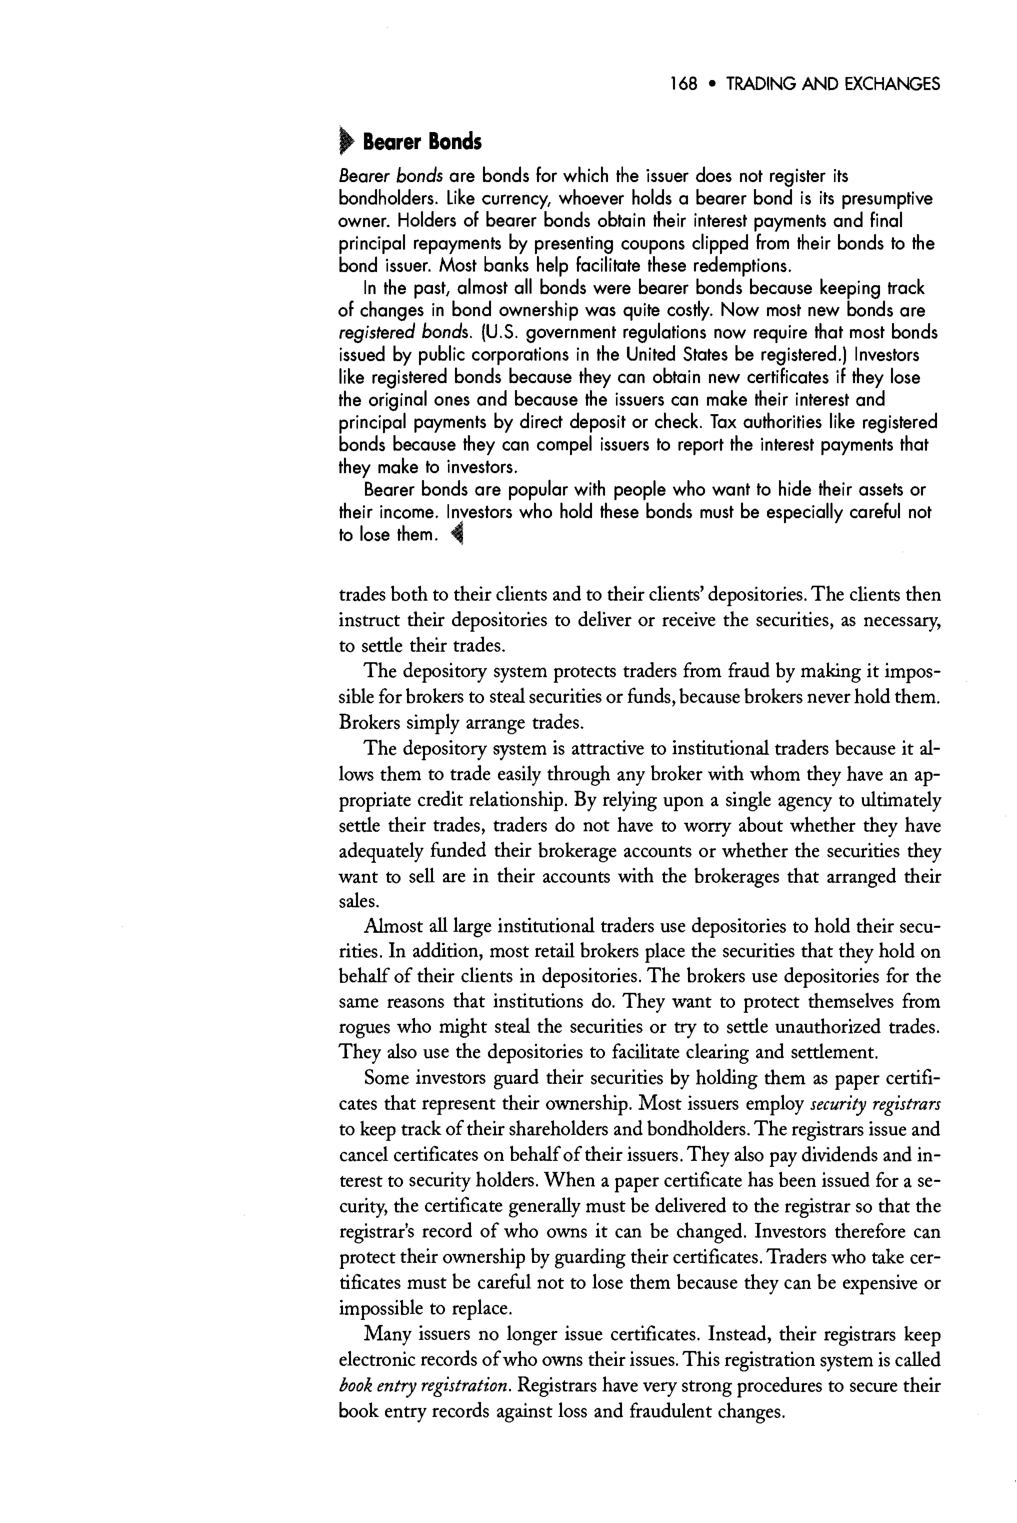 168 • TRADING AND EXCHANGES
Bearer Bonds
Bearer bonds are bonds for which the issuer does not register its
bondholders. Like currency, whoever holds a bearer bond is its presumptive
owner. Holders of bearer bonds obtain their interest payments and final
principal repayments by presenting coupons clipped from their bonds to the
bond issuer. Most banks help facilitate these redemptions.
In the past, almost all bonds were bearer bonds because keeping track
of changes in bond ownership was quite costly. Now most new bonds are
registered bonds. (U.S. government regulations now require that most bonds
issued by public corporations in the United States be registered.) Investors
like registered bonds because they can obtain new certificates if they lose
the original ones and because the issuers can make their interest and
principal payments by direct deposit or check. Tax authorities like registered
bonds because they can compel issuers to report the interest payments that
they make to investors.
Bearer bonds are popular with people who want to hide their assets or
their income. Investors who hold these bonds must be especially careful not
to lose them.
trades both to their clients and to their clients' depositories. The clients then
instruct their depositories to deliver or receive the securities, as necessary,
to settle their trades.
The depository system protects traders from fraud by making it impos-
sible for brokers to steal securities or funds, because brokers never hold them.
Brokers simply arrange trades.
The depository system is attractive to institutional traders because it al-
lows them to trade easily through any broker with whom they have an ap-
propriate credit relationship. By relying upon a single agency to ultimately
settle their trades, traders do not have to worry about whether they have
adequately funded their brokerage accounts or whether the securities they
want to sell are in their accounts with the brokerages that arranged their
sales.
Almost all large institutional traders use depositories to hold their secu-
rities. In addition, most retail brokers place the securities that they hold on
behalf of their clients in depositories. The brokers use depositories for the
same reasons that institutions do. They want to protect themselves from
rogues who might steal the securities or try to settle unauthorized trades.
They also use the depositories to facilitate clearing and settlement.
Some investors guard their securities by holding them as paper certifi-
cates that represent their ownership. Most issuers employ security registrars
to keep track of their shareholders and bondholders. The registrars issue and
cancel certificates on behalf of their issuers. They also pay dividends and in-
terest to security holders. When a paper certificate has been issued for a se-
curity, the certificate generally must be delivered to the registrar so that the
registrar's record of who owns it can be changed. Investors therefore can
protect their ownership by guarding their certificates. Traders who take cer-
tificates must be careful not to lose them because they can be expensive or
impossible to replace.
Many issuers no longer issue certificates. Instead, their registrars keep
electronic records of who owns their issues. This registration system is called
book entry registration. Registrars have very strong procedures to secure their
book entry records against loss and fraudulent changes.